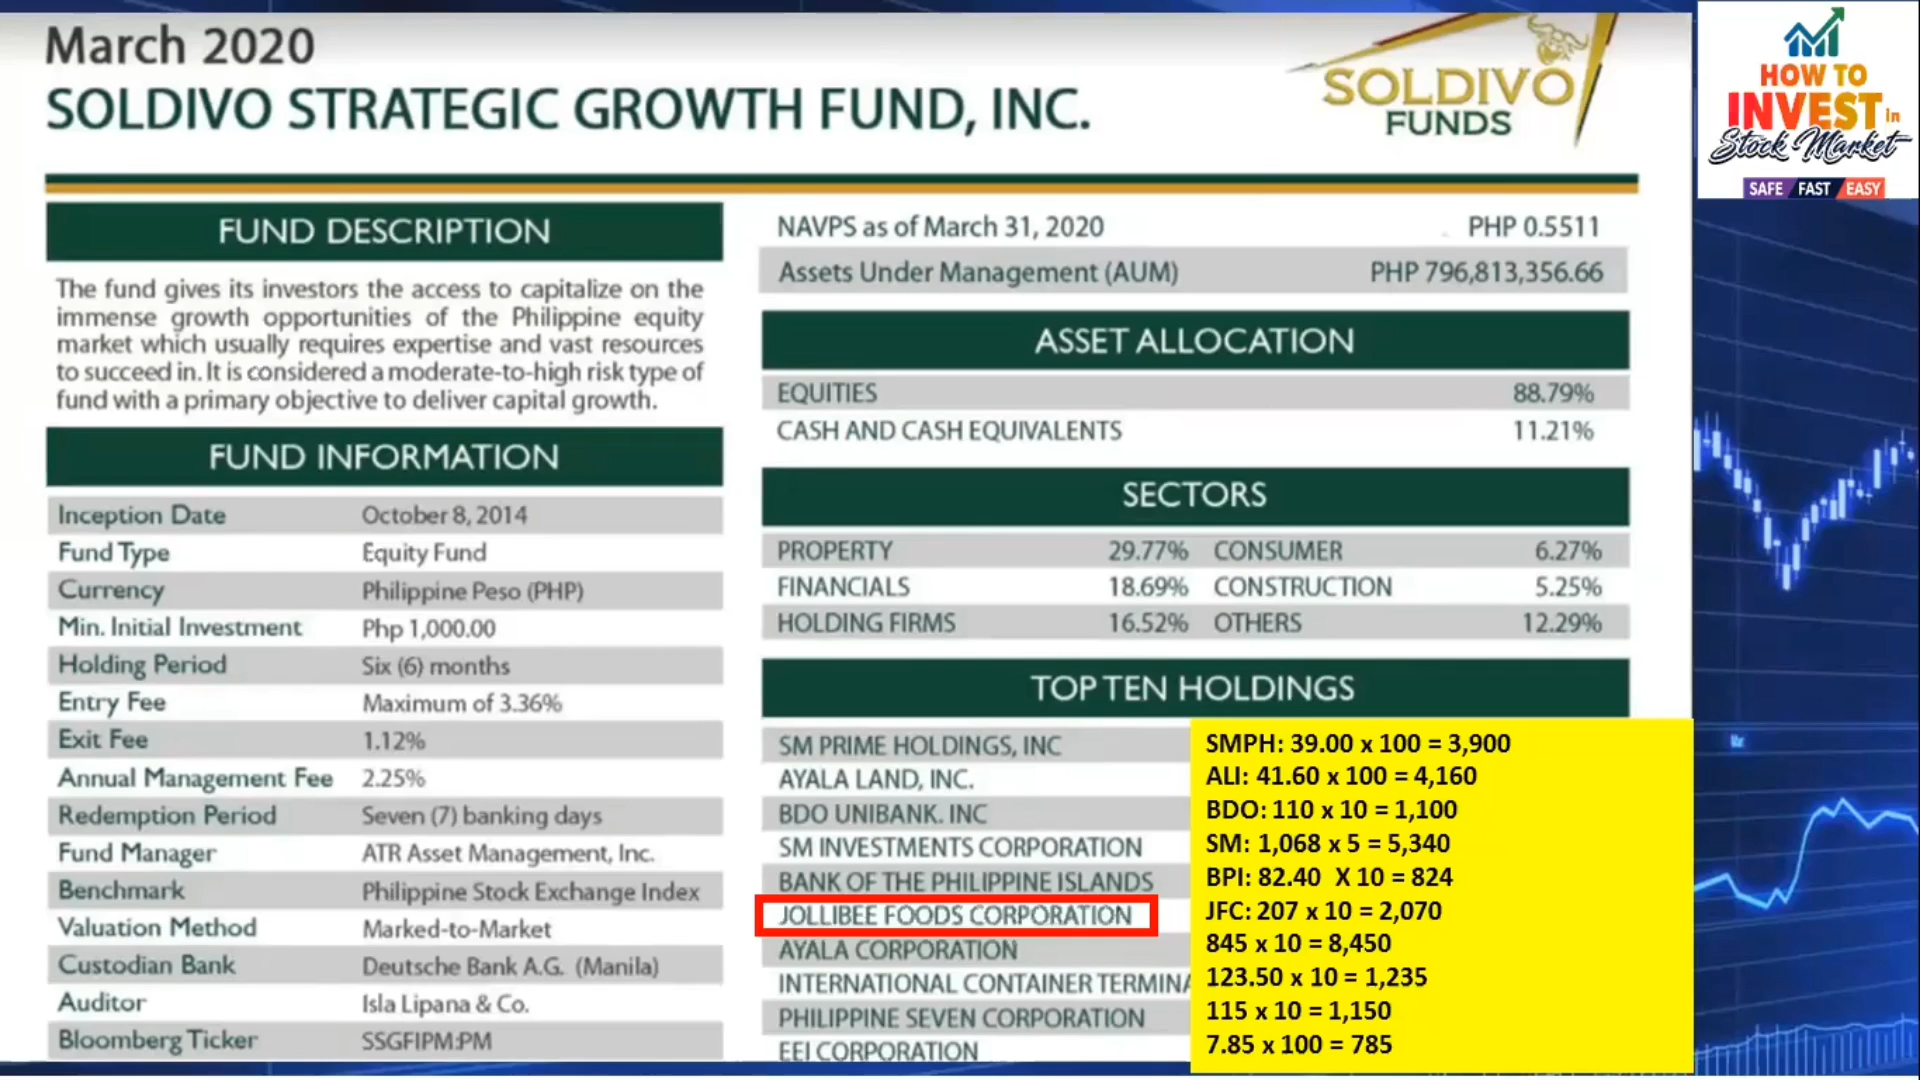 March 2020
SOLDIVO STRATEGIC GROWTH FUND, INC.
SOLDIVO
FUNDS
HOW TO
INVEST in
Stock Market
SAFE FAST EASY
FUND DESCRIPTION
The fund gives its investors the access to capitalize on the
immense growth opportunities of the Philippine equity
market which usually requires expertise and vast resources
to succeed in. It is considered a moderate-to-high risk type of
fund with a primary objective to deliver capital growth.
FUND INFORMATION
Inception Date October 8, 2014
Fund Type Equity Fund
Currency Philippine Peso (PHP)
Min. Initial Investment Php 1,000.00
Holding Period Six (6) months
Entry Fee Maximum of 3.36%
Exit Fee 1.12%
Annual Management Fee 2.25%
Redemption Period Seven (7) banking days
Fund Manager ATR Asset Management, Inc.
Benchmark Philippine Stock Exchange Index
Valuation Method Marked-to-Market
Custodian Bank Deutsche Bank A.G. (Manila)
Auditor Isla Lipana & Co.
Bloomberg Ticker SSGFIPM:PM
NAVPS as of March 31, 2020 PHP 0.5511
Assets Under Management (AUM) PHP 796,813,356.66
ASSET ALLOCATION
EQUITIES 88.79%
CASH AND CASH EQUIVALENTS 11.21%
SECTORS
PROPERTY 29.77% CONSUMER 6.27%
FINANCIALS 18.69% CONSTRUCTION 5.25%
HOLDING FIRMS 16.52% OTHERS 12.29%
TOP TEN HOLDINGS
SM PRIME HOLDINGS, INC
AYALA LAND, INC.
BDO UNIBANK. INC
SM INVESTMENTS CORPORATION
BANK OF THE PHILIPPINE ISLANDS
JOLLIBEE FOODS CORPORATION
AYALA CORPORATION
INTERNATIONAL CONTAINER TERMINA
PHILIPPINE SEVEN CORPORATION
EEI CORPORATION
SMPH: 39.00 x 100 = 3,900
ALI: 41.60 x 100 = 4,160
BDO: 110 x 10 = 1,100
SM: 1,068 x 5 = 5,340
BPI: 82.40 X 10 = 824
JFC: 207 x 10 = 2,070
845 x 10 = 8,450
123.50 x 10 = 1,235
115 x 10 = 1,150
7.85 x 100 = 785